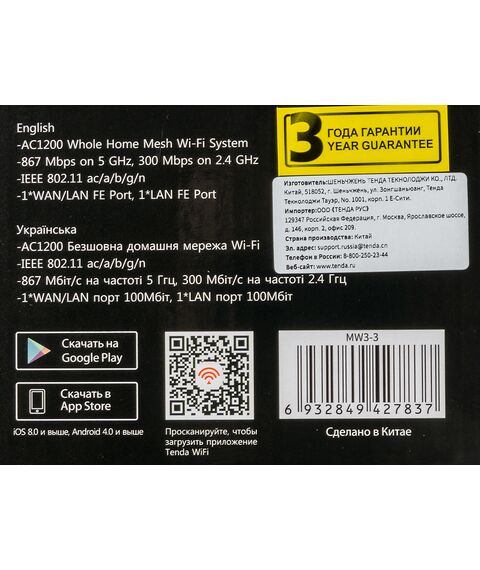 English
-AC1200 Whole Home Mesh Wi-Fi System
-867 Mbps on 5 GHz, 300 Mbps on 2.4 GHz
-IEEE 802.11 ac/a/b/g/n
-1*WAN/LAN FE Port, 1*LAN FE Port
Українська
-AC1200 Безшовна домашня мережа Wi-Fi
-IEEE 802.11 ac/a/b/g/n
-867 Мбіт/с на частоті 5 Ггц, 300 Мбіт/с на частоті 2.4 Ггц
-1*WAN/LAN порт 100Мбіт, 1*LAN порт 100Мбіт
3 ГОДА ГАРАНТИИ
YEAR GUARANTEE
Изготовитель:ШЕНЬЧЖЕНЬ ТЕНДА ТЕКНОЛОДЖИ КО., ЛТД.
Китай, 518052, г. Шеньчжень, ул. Зонгшаньюанг, Тенда
Текнолоджи Тауэр, No. 1001, корп. 1 E-Сити.
Импортер:ООО《ТЕНДА РУС》
129347 Российская Федерация, г. Москва, Ярославское шоссе,
д. 146, корп. 2, офис 209.
Страна производства: Китай
Эл. Адрес: support.russia@tenda.cn
Телефон в России: 8-800-250-23-44
Веб-сайт: www.tenda.ru
Скачать на
Google Play
Скачать в
App Store
iOS 8.0 и выше, Android 4.0 и выше
Просканируйте, чтобы
загрузить приложение
Tenda WiFi
MW3-3
6 932849 427837
Сделано в Китае